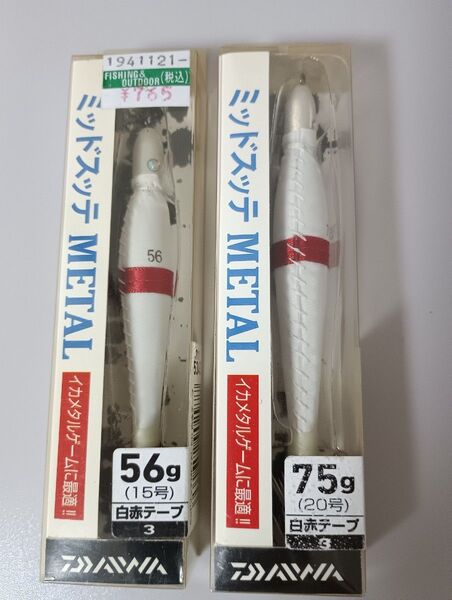 1941121-
FISHING&
OUTDOOR(税込)
¥765
ミッドスッテ METAL
イカメタルゲームに最適!!
56
56g
(15号)
白赤テープ
3
DAIWA
ミッドスッテ METAL
イカメタルゲームに最適!!
75g
(20号)
白赤テープ
3
DAIWA